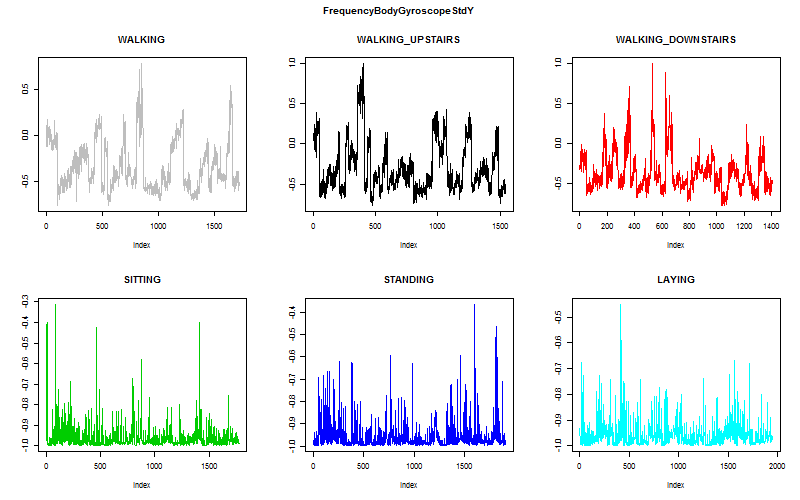 FrequencyBodyGyroscopeStdY
WALKING
WALKING_UPSTAIRS
WALKING_DOWNSTAIRS
-0.5 0.0 0.5
-0.5 0.0 0.5 1.0
-0.5 0.0 0.5 1.0
0 500 1000 1500
0 500 1000 1500
0 200 400 600 800 1000 1200 1400
Index
Index
Index
SITTING
STANDING
LAYING
-1.0 -0.9 -0.8 -0.7 -0.6 -0.5 -0.4 -0.3
-1.0 -0.9 -0.8 -0.7 -0.6 -0.5 -0.4
-1.0 -0.9 -0.8 -0.7 -0.6 -0.5
0 500 1000 1500
0 500 1000 1500
0 500 1000 1500 2000
Index
Index
Index